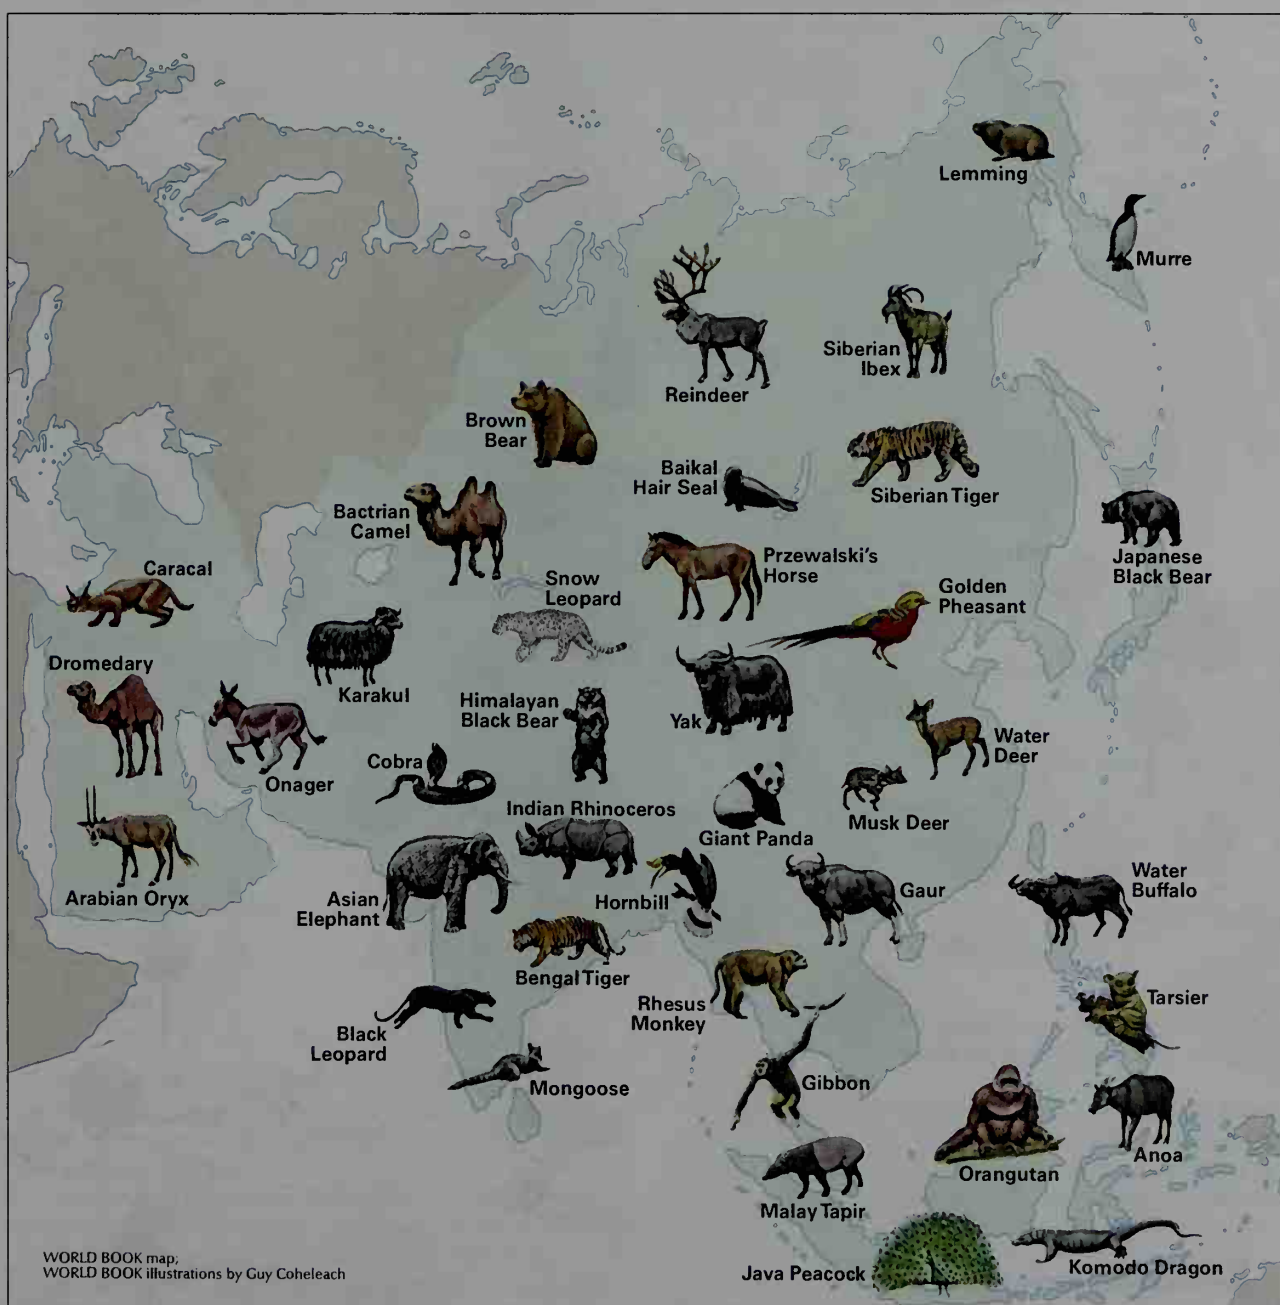 Lemming
Murre
Siberian
Ibex
Reindeer
Brown
Bear
Baikal
Hair Seal
Siberian Tiger
Bactrian
Camel
Japanese
Black Bear
Przewalski's
Horse
Caracal
Snow
Leopard
Golden
Pheasant
Dromedary
Karakul
Himalayan
Black Bear
Yak
Water
Deer
Onager
Cobra
Indian Rhinoceros
Giant Panda
Musk Deer
Arabian Oryx
Asian
Elephant
Hornbill
Gaur
Water
Buffalo
Bengal Tiger
Rhesus
Monkey
Tarsier
Black
Leopard
Mongoose
Gibbon
Anoa
Orangutan
Malay Tapir
Java Peacock
Komodo Dragon
WORLD BOOK map;
WORLD BOOK illustrations by Guy Coheleach